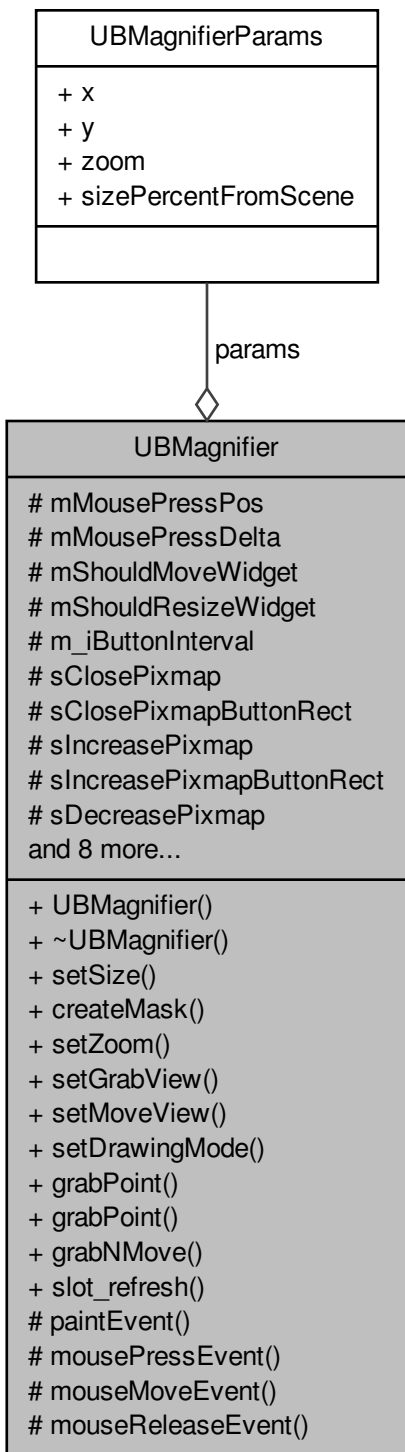 UBMagnifierParams
+ x
+ y
+ zoom
+ sizePercentFromScene
params
UBMagnifier
# mMousePressPos
# mMousePressDelta
# mShouldMoveWidget
# mShouldResizeWidget
# m_iButtonInterval
# sClosePixmap
# sClosePixmapButtonRect
# sIncreasePixmap
# sIncreasePixmapButtonRect
# sDecreasePixmap
and 8 more...
+ UBMagnifier()
+ ~UBMagnifier()
+ setSize()
+ createMask()
+ setZoom()
+ setGrabView()
+ setMoveView()
+ setDrawingMode()
+ grabPoint()
+ grabPoint()
+ grabNMove()
+ slot_refresh()
# paintEvent()
# mousePressEvent()
# mouseMoveEvent()
# mouseReleaseEvent()